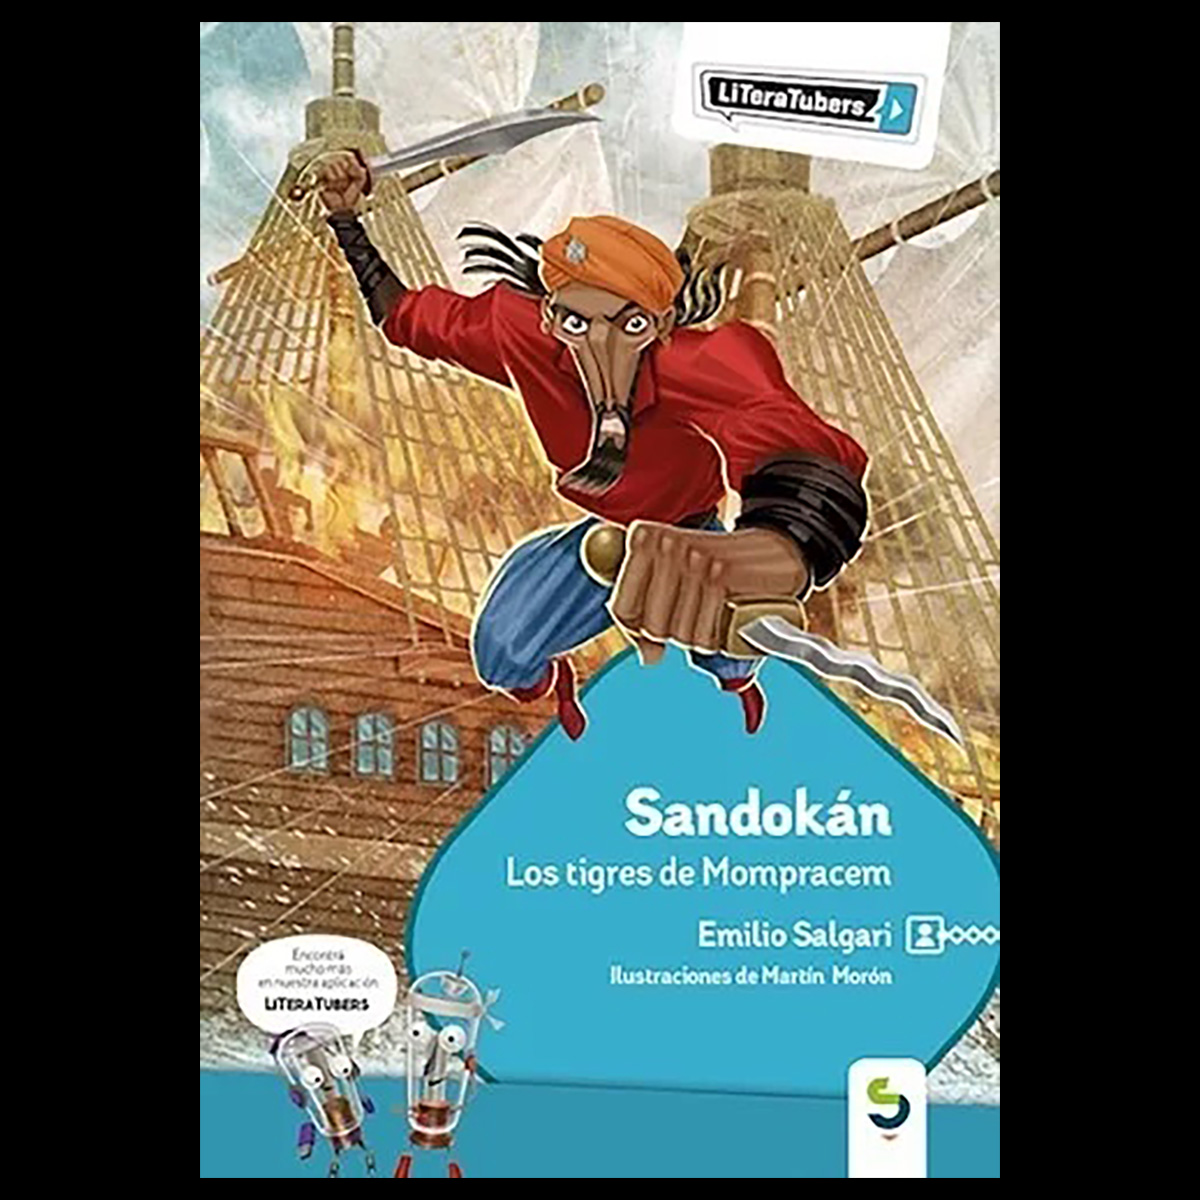 LiTeraTubers
Sandokán
Los tigres de Mompracem
Emilio Salgari
Ilustraciones de Martín Morón
Encontrá
mucho más
en nuestra aplicación
LiTeraTubers